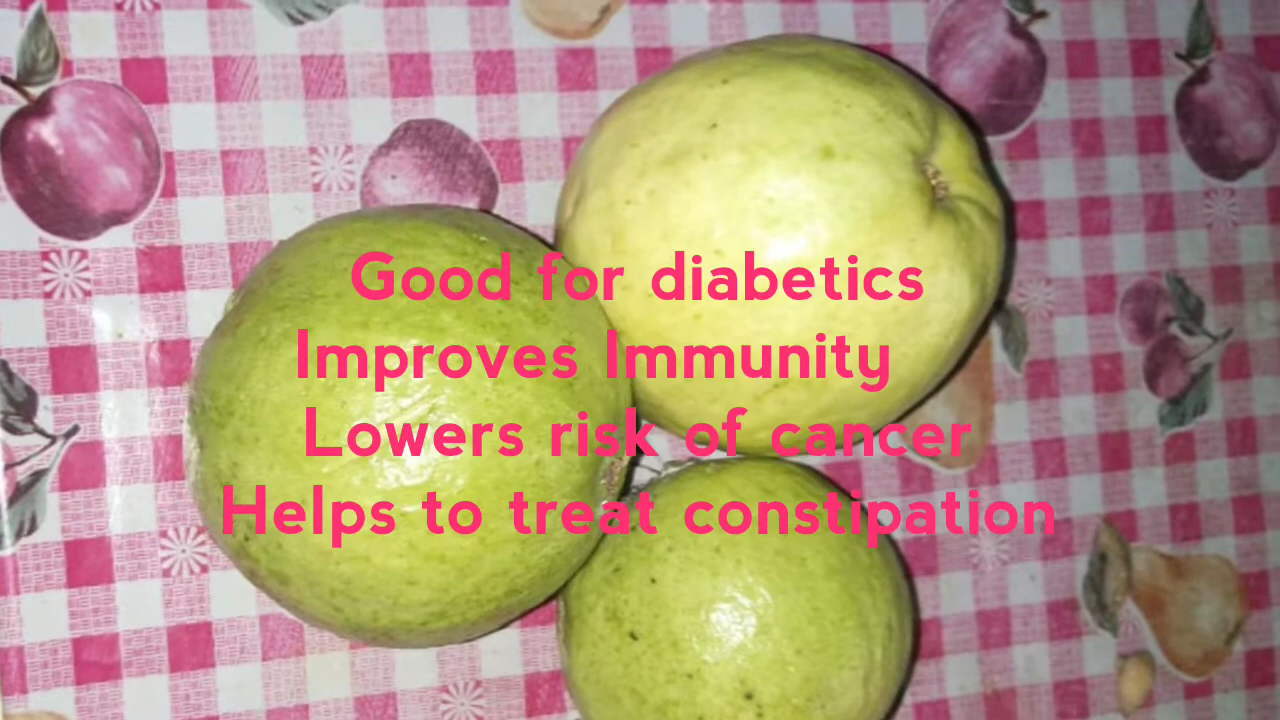 Good for diabetics
Improves Immunity
Lowers risk of cancer
Helps to treat constipation